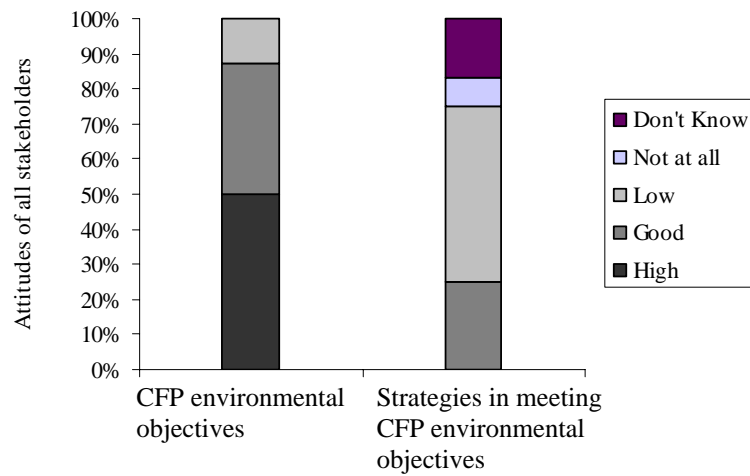 Attitudes of all stakeholders
100%
90%
80%
70%
60%
50%
40%
30%
20%
10%
0%
CFP environmental
objectives
Strategies in meeting
CFP environmental
objectives
Don't Know
Not at all
Low
Good
High